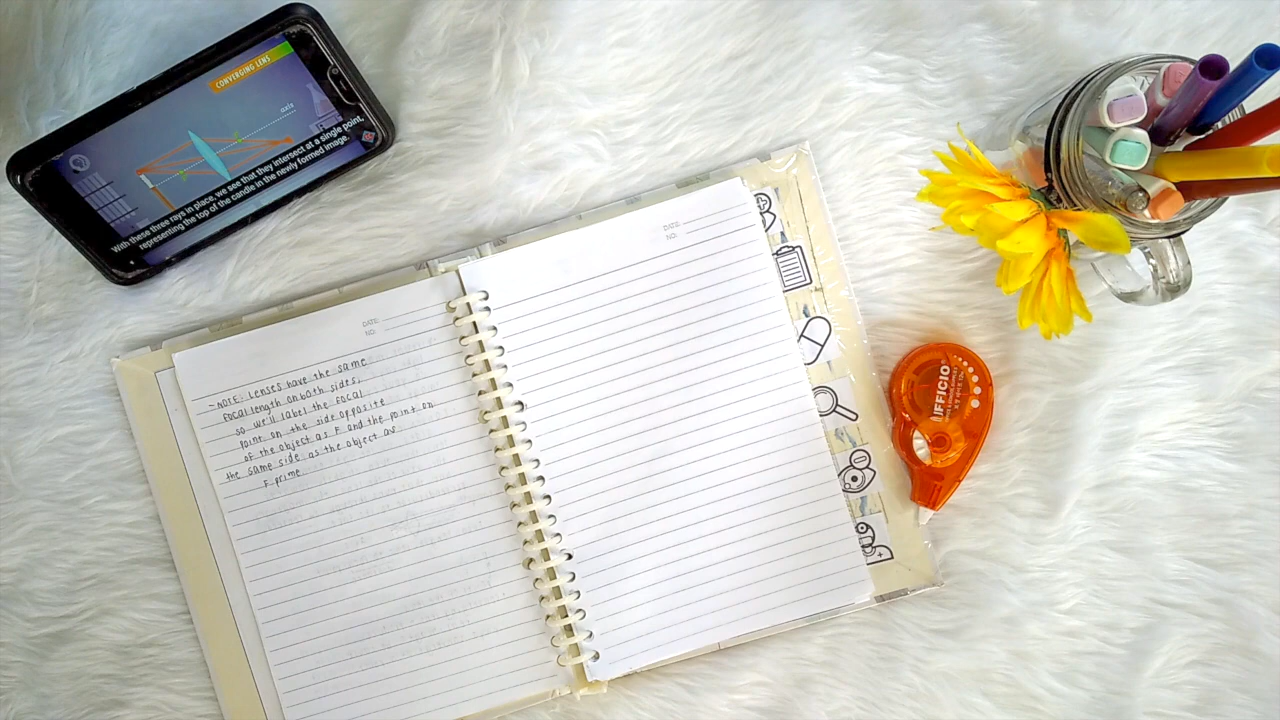 CONVERGING LENS
axis
With these three rays in place, we see that they intersect at a single point,
representing the top of the candle in the newly formed image.
DATE:
NO:
~NOTE: Lenses have the same
focal length on both sides,
so we'll label the focal
point on the side opposite
of the object as F and the point on
the same side as the object as
F prime
DATE:
NO:
UFFICIO